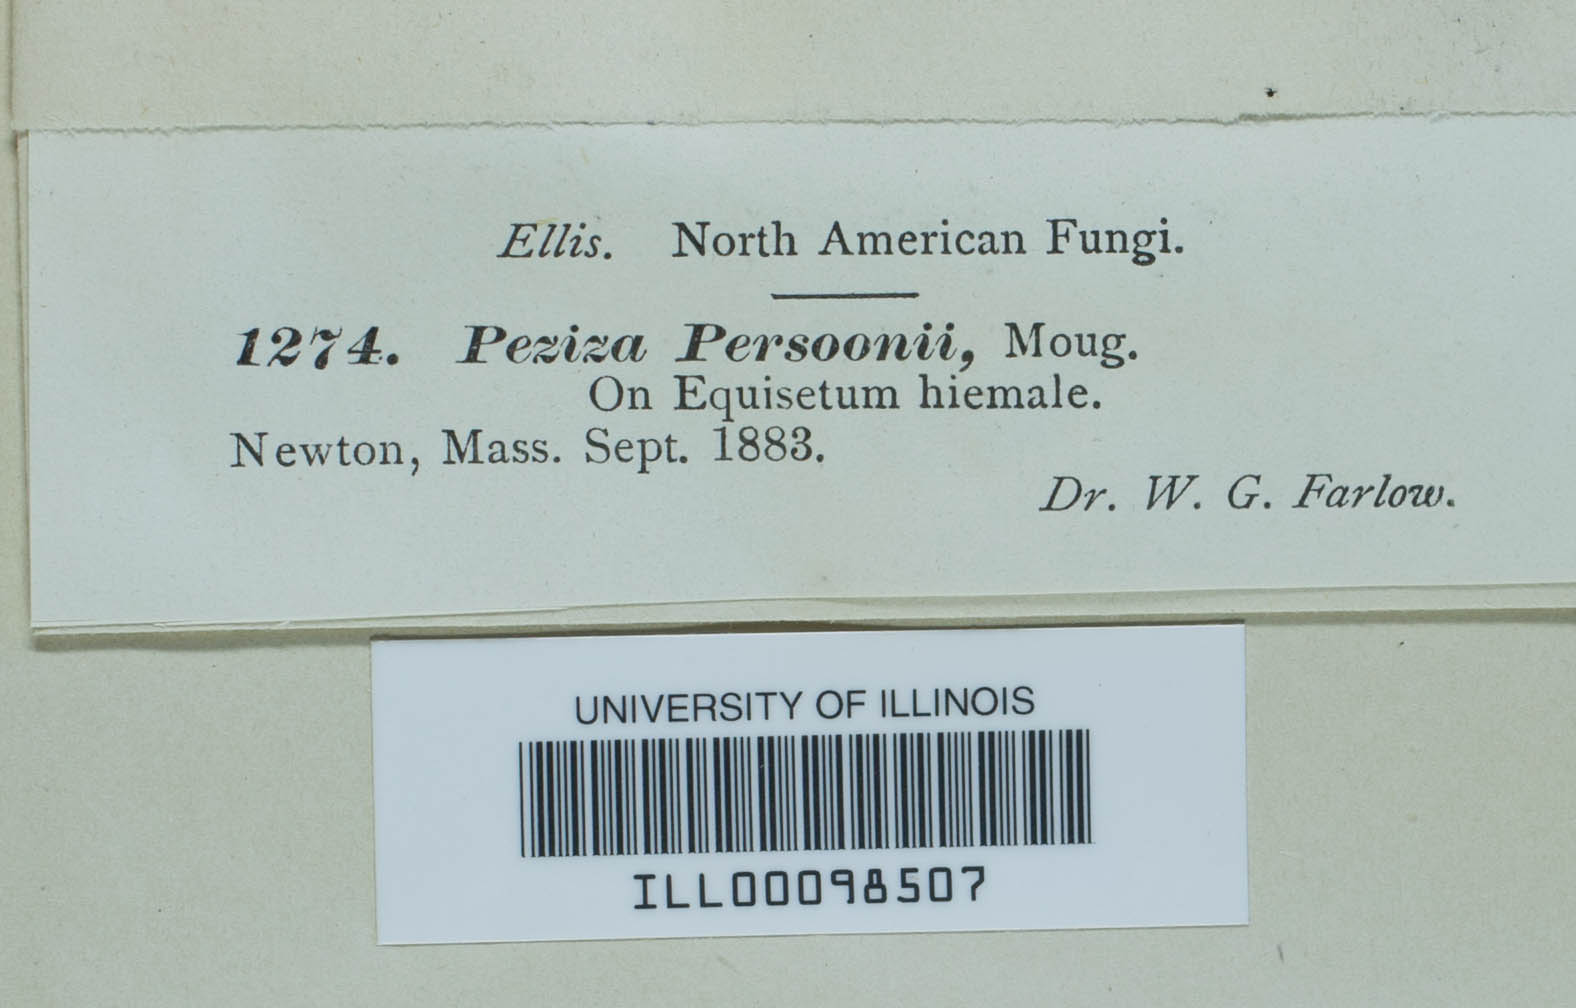 Ellis. North American Fungi.
1274. Peziza Persoonii, Moug.
On Equisetum hiemale.
Newton, Mass. Sept. 1883.
Dr. W. G. Farlow.
UNIVERSITY OF ILLINOIS
ILL00098507